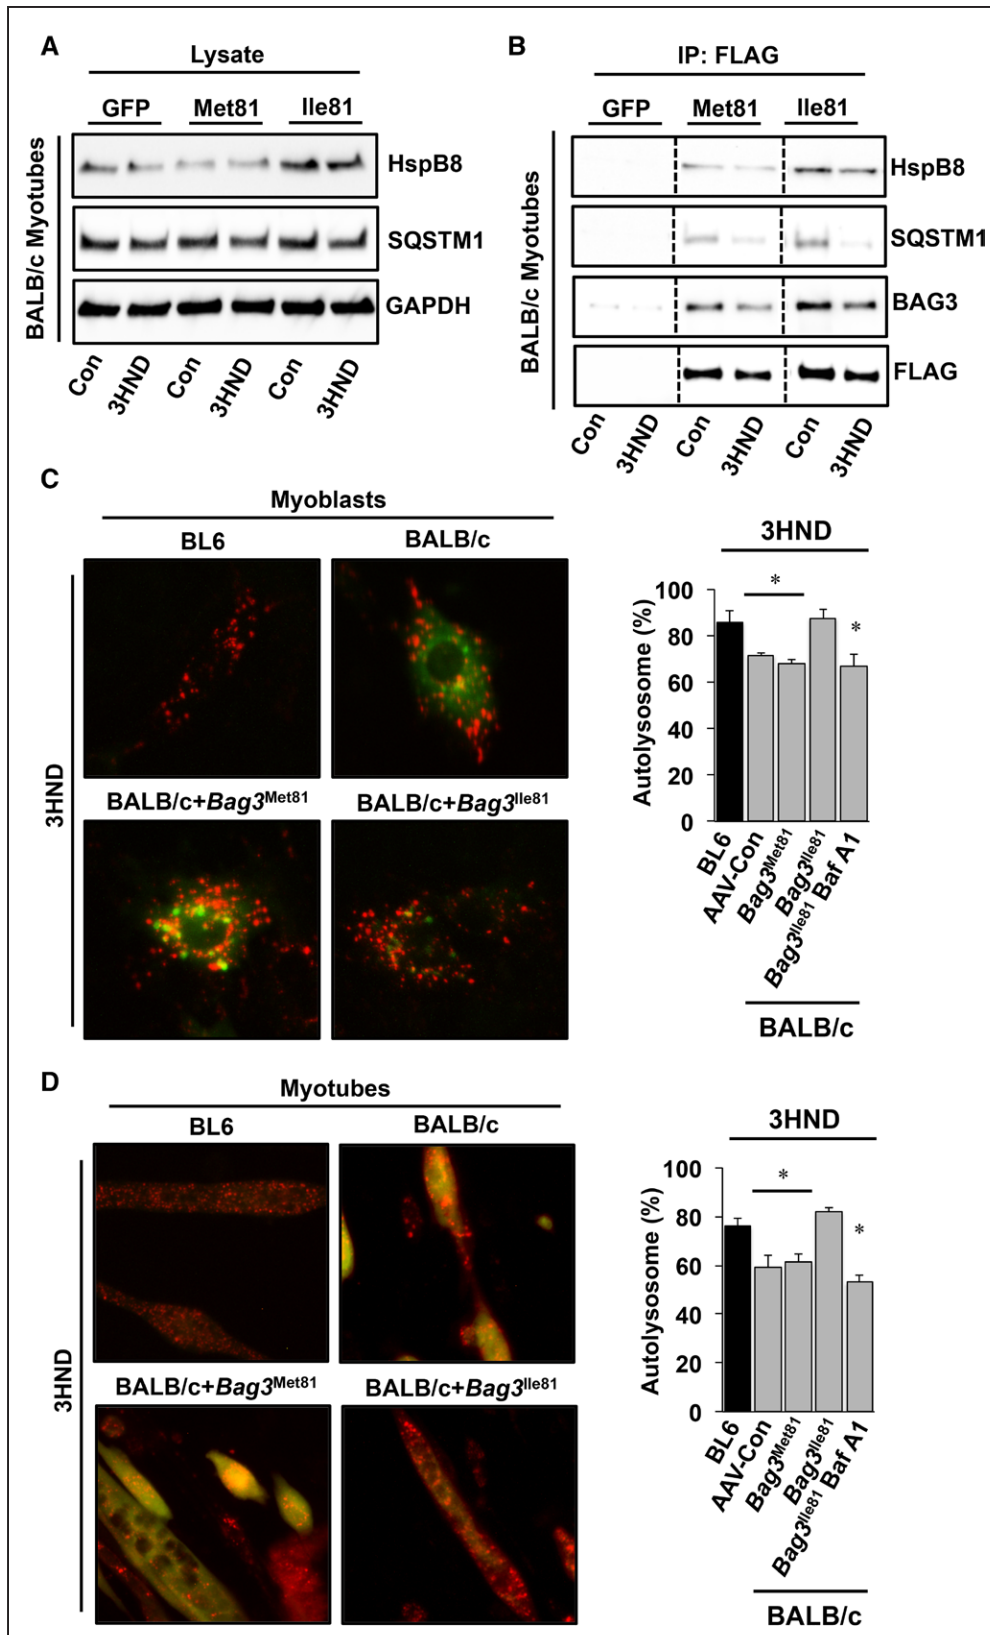 A
Lysate
GFP Met81 Ile81
BALB/c Myotubes
HspB8
SQSTM1
GAPDH
Con 3HND Con 3HND Con 3HND
B
IP: FLAG
GFP Met81 Ile81
BALB/c Myotubes
HspB8
SQSTM1
BAG3
FLAG
Con 3HND Con 3HND Con 3HND
C
Myoblasts
BL6 BALB/c
3HND
BALB/c+Bag3Met81 BALB/c+Bag3Ile81
3HND
Autolysosome (%)
100
80
60
40
20
0
* *
BL6
AAV-Con
Bag3Met81
Bag3Ile81
Bag3Ile81 Baf A1
BALB/c
D
Myotubes
BL6 BALB/c
3HND
BALB/c+Bag3Met81 BALB/c+Bag3Ile81
3HND
Autolysosome (%)
100
80
60
40
20
0
* *
BL6
AAV-Con
Bag3Met81
Bag3Ile81
Bag3Ile81 Baf A1
BALB/c